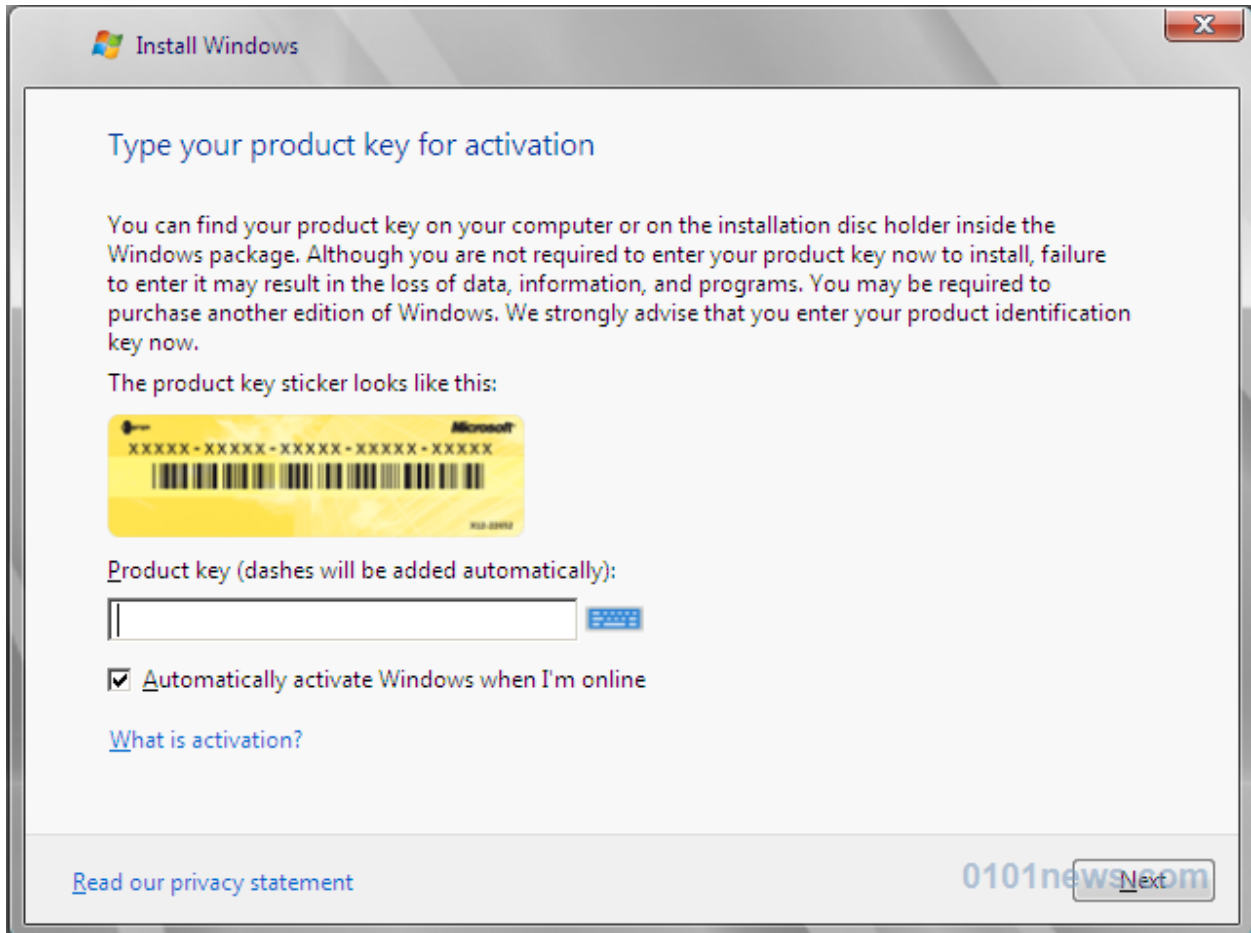 Install Windows
Type your product key for activation
You can find your product key on your computer or on the installation disc holder inside the
Windows package. Although you are not required to enter your product key now to install, failure
to enter it may result in the loss of data, information, and programs. You may be required to
purchase another edition of Windows. We strongly advise that you enter your product identification
key now.
The product key sticker looks like this:
Microsoft
XXXXX-XXXXX-XXXXX-XXXXX-XXXXX
Product key (dashes will be added automatically):
Automatically activate Windows when I'm online
What is activation?
Read our privacy statement
0101news.com
Next